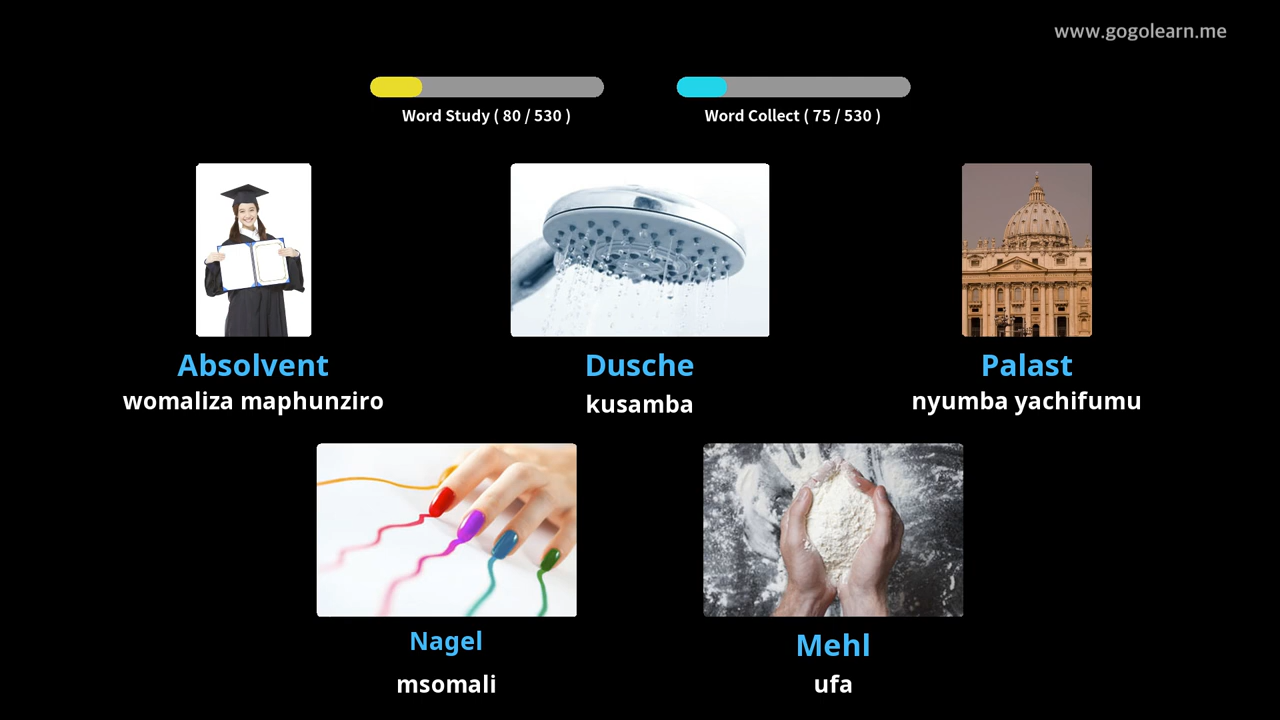 www.gogolearn.me
Word Study ( 80 / 530 )
Word Collect ( 75 / 530 )
Absolvent
womaliza maphunziro
Dusche
kusamba
Palast
nyumba yachifumu
Nagel
msomali
Mehl
ufa